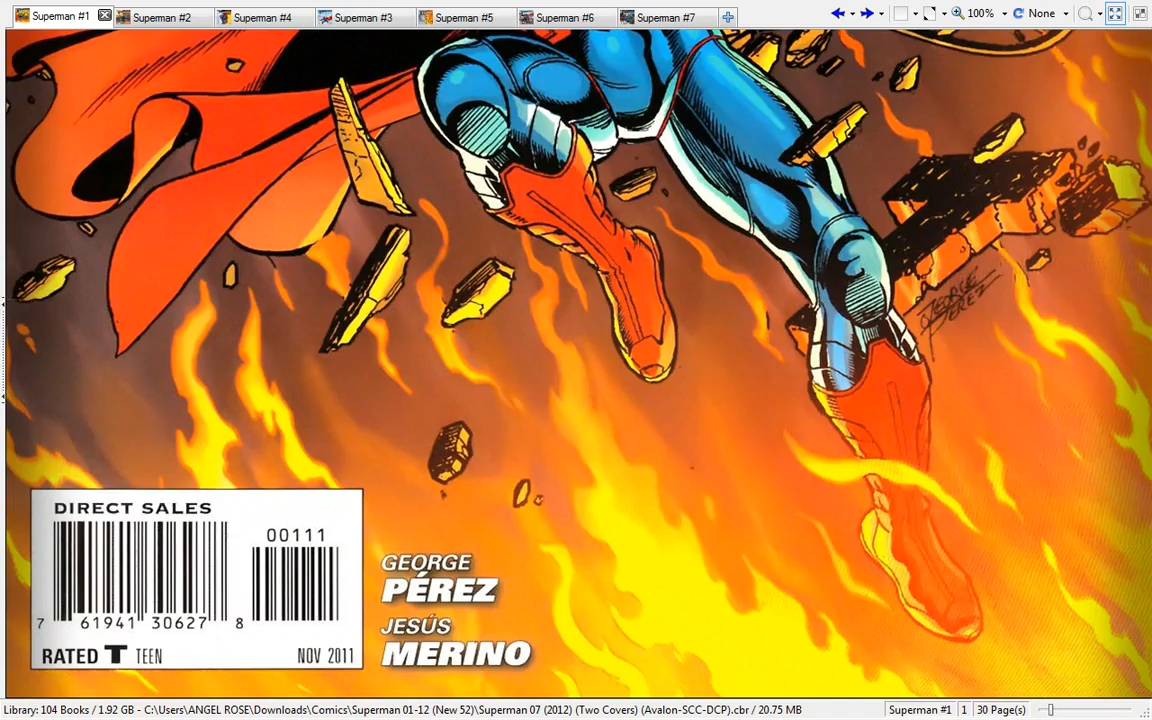 Superman #1
Superman #2
Superman #4
Superman #3
Superman #5
Superman #6
Superman #7
100%
None
GEORGE
PEREZ
DIRECT SALES
00111
7 61941 30627 8
RATED T TEEN
NOV 2011
GEORGE
PÉREZ
JESÚS
MERINO
Library: 104 Books / 1.92 GB - C:\Users\ANGEL ROSE\Downloads\Comics\Superman 01-12 (New 52)\Superman 07 (2012) (Two Covers) (Avalon-SCC-DCP).cbr / 20.75 MB
Superman #1
1
30 Page(s)